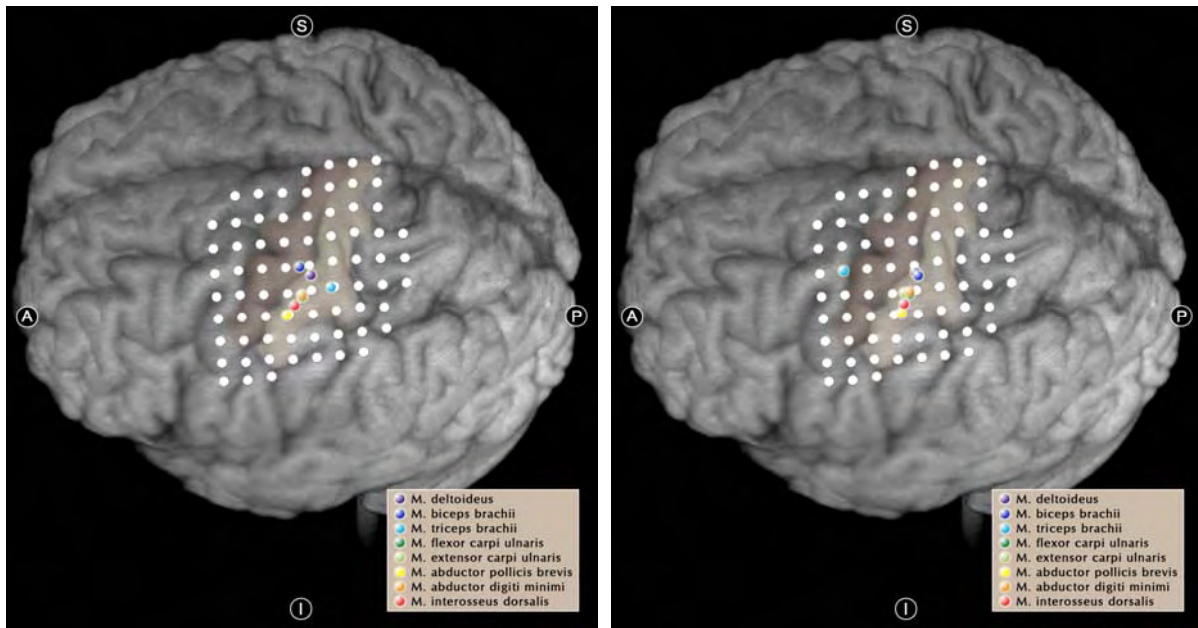 S
A
P
M. deltoideus
M. biceps brachii
M. triceps brachii
M. flexor carpi ulnaris
M. extensor carpi ulnaris
M. abductor pollicis brevis
M. abductor digiti minimi
M. interosseus dorsalis
I
S
A
P
M. deltoideus
M. biceps brachii
M. triceps brachii
M. flexor carpi ulnaris
M. extensor carpi ulnaris
M. abductor pollicis brevis
M. abductor digiti minimi
M. interosseus dorsalis
I